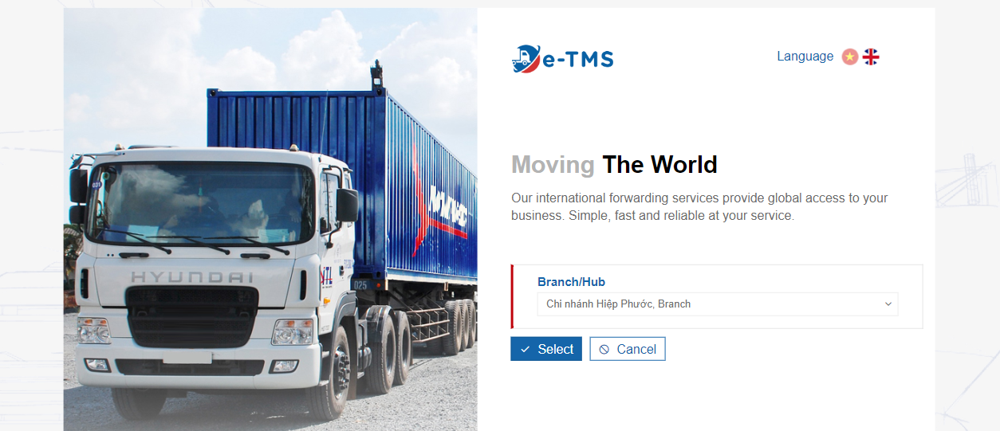 e-TMS
Language
Moving The World
Our international forwarding services provide global access to your
business. Simple, fast and reliable at your service.
Branch/Hub
Chi nhánh Hiệp Phước, Branch
Select
Cancel
HYUNDAI
025